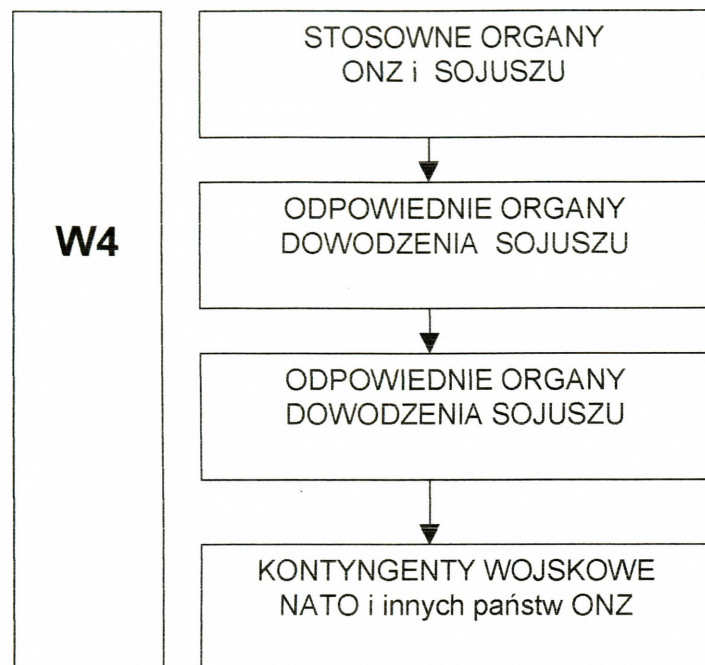 W4
STOSOWNE ORGANY
ONZ i SOJUSZU
ODPOWIEDNIE ORGANY
DOWODZENIA SOJUSZU
ODPOWIEDNIE ORGANY
DOWODZENIA SOJUSZU
KONTYNGENTY WOJSKOWE
NATO i innych państw ONZ